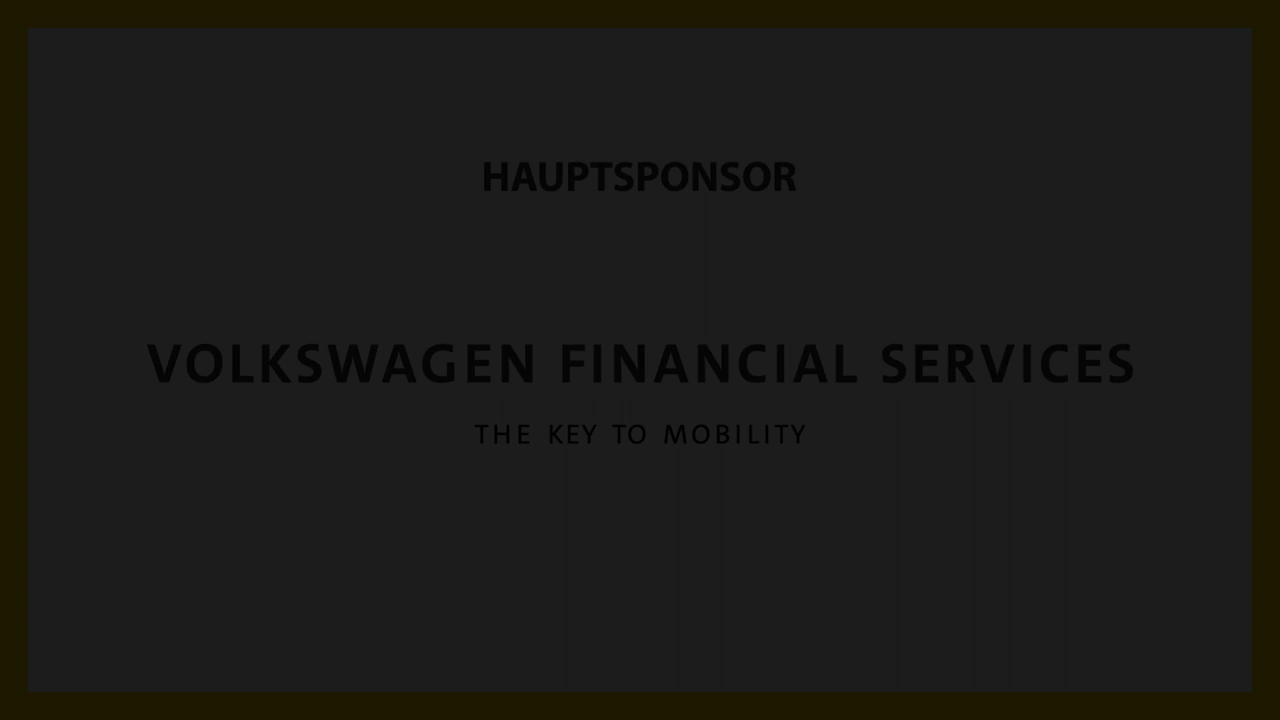 HAUPTSPONSOR
VOLKSWAGEN FINANCIAL SERVICES
THE KEY TO MOBILITY